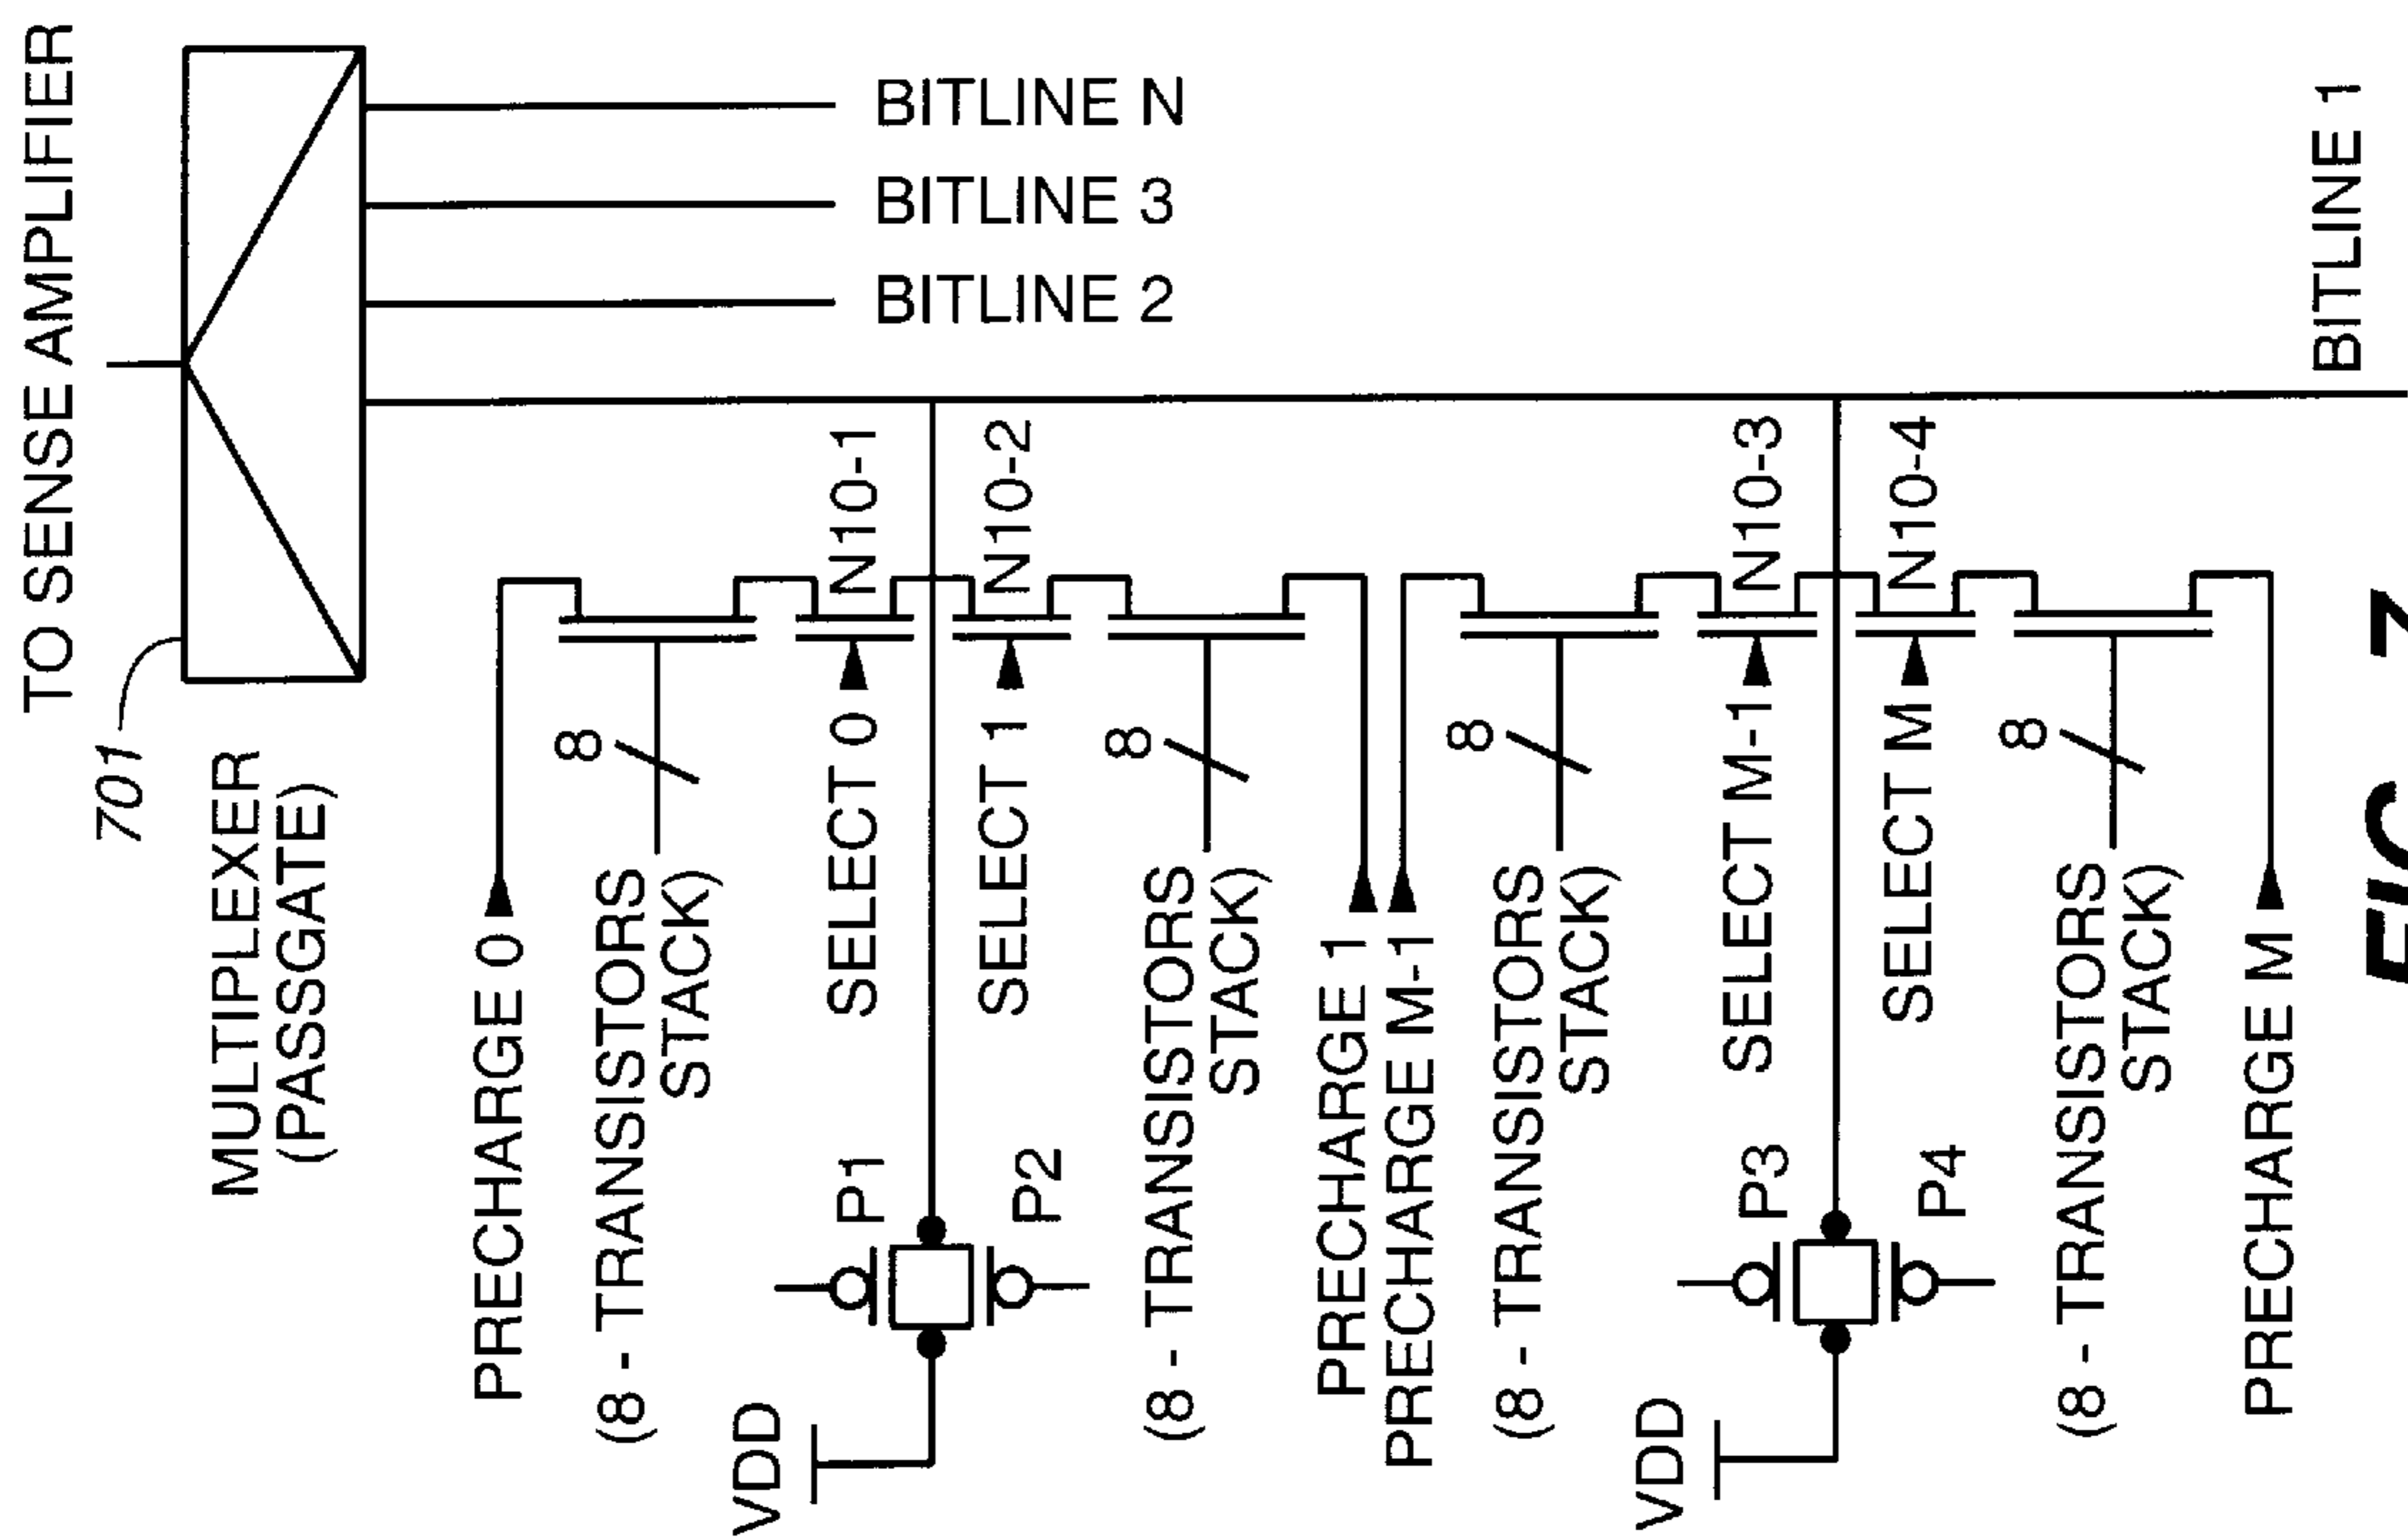 TO SENSE AMPLIFIER
701
MULTIPLEXER
(PASSGATE)
BITLINE N
BITLINE 3
BITLINE 2
PRECHARGE 0
8
(8 - TRANSISTORS
STACK)
VDD
P1
SELECT 0
N10-1
P2
SELECT 1
N10-2
8
(8 - TRANSISTORS
STACK)
PRECHARGE 1
PRECHARGE M-1
8
(8 - TRANSISTORS
STACK)
VDD
P3
SELECT M-1
N10-3
P4
SELECT M
N10-4
8
(8 - TRANSISTORS
STACK)
PRECHARGE M
BITLINE 1
FIG. 7